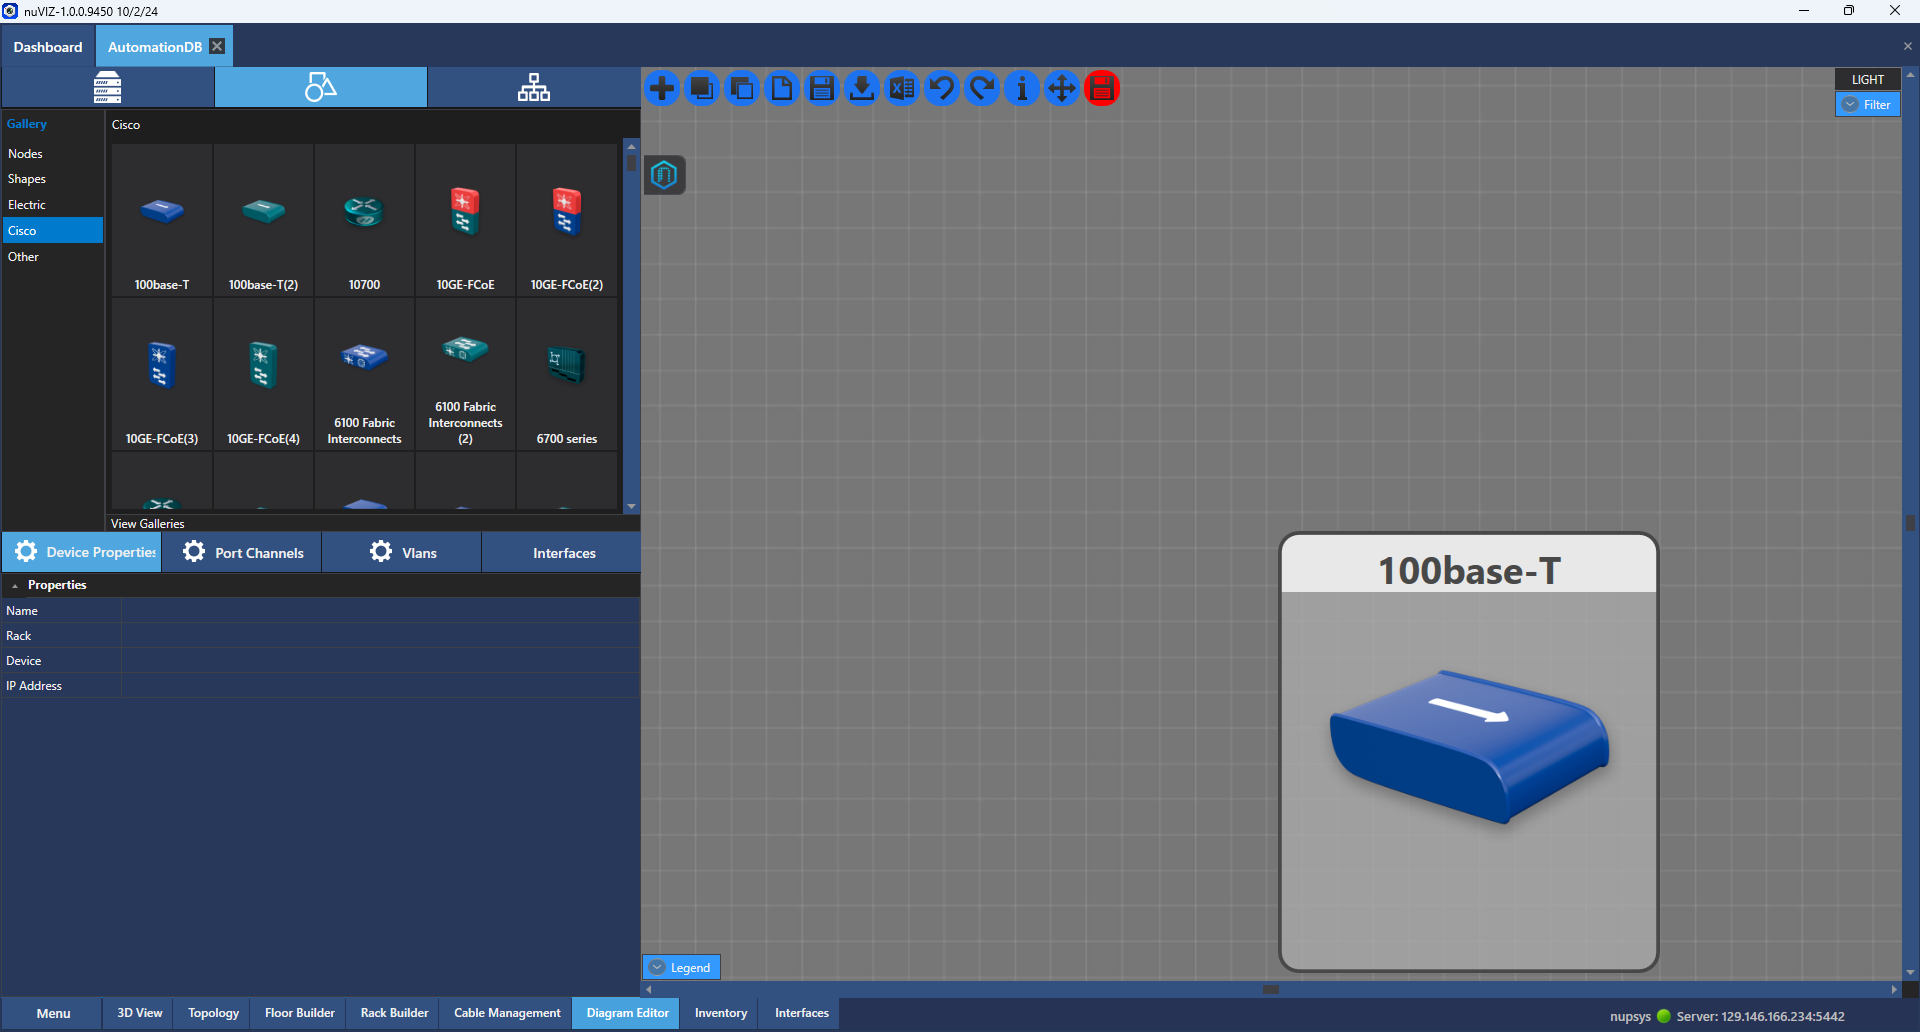 nuVIZ-1.0.0.9450 10/2/24
Dashboard
AutomationDB
LIGHT
Filter
Gallery
Nodes
Shapes
Electric
Cisco
Other
Cisco
100base-T
100base-T(2)
10700
10GE-FCoE
10GE-FCoE(2)
10GE-FCoE(3)
10GE-FCoE(4)
6100 Fabric
Interconnects
6100 Fabric
Interconnects
(2)
6700 series
View Galleries
Device Properties
Port Channels
Vlans
Interfaces
Properties
Name
Rack
Device
IP Address
100base-T
Legend
Menu
3D View
Topology
Floor Builder
Rack Builder
Cable Management
Diagram Editor
Inventory
Interfaces
nupsys
Server: 129.146.166.234:5442